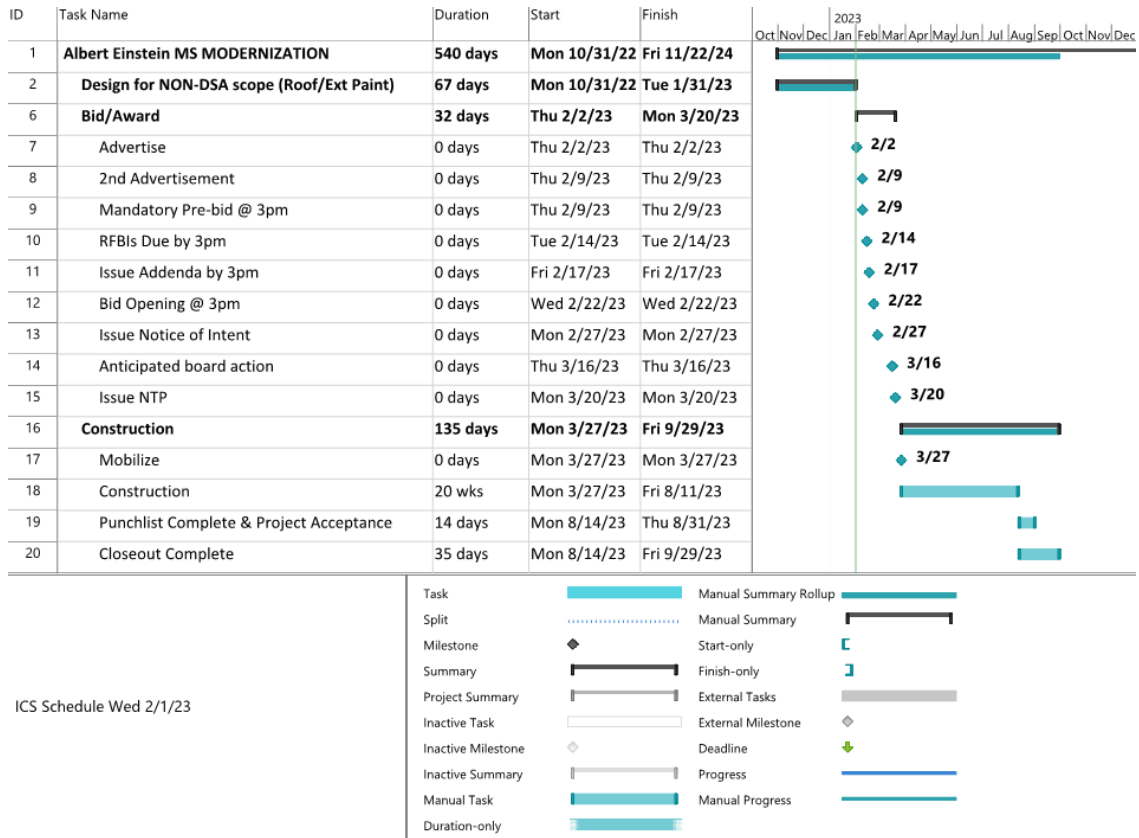 ID Task Name Duration Start Finish 2023
Oct Nov Dec Jan Feb Mar Apr May Jun Jul Aug Sep Oct Nov Dec
1 Albert Einstein MS MODERNIZATION 540 days Mon 10/31/22 Fri 11/22/24
2 Design for NON-DSA scope (Roof/Ext Paint) 67 days Mon 10/31/22 Tue 1/31/23
6 Bid/Award 32 days Thu 2/2/23 Mon 3/20/23
7 Advertise 0 days Thu 2/2/23 Thu 2/2/23 2/2
8 2nd Advertisement 0 days Thu 2/9/23 Thu 2/9/23 2/9
9 Mandatory Pre-bid @ 3pm 0 days Thu 2/9/23 Thu 2/9/23 2/9
10 RFBIs Due by 3pm 0 days Tue 2/14/23 Tue 2/14/23 2/14
11 Issue Addenda by 3pm 0 days Fri 2/17/23 Fri 2/17/23 2/17
12 Bid Opening @ 3pm 0 days Wed 2/22/23 Wed 2/22/23 2/22
13 Issue Notice of Intent 0 days Mon 2/27/23 Mon 2/27/23 2/27
14 Anticipated board action 0 days Thu 3/16/23 Thu 3/16/23 3/16
15 Issue NTP 0 days Mon 3/20/23 Mon 3/20/23 3/20
16 Construction 135 days Mon 3/27/23 Fri 9/29/23
17 Mobilize 0 days Mon 3/27/23 Mon 3/27/23 3/27
18 Construction 20 wks Mon 3/27/23 Fri 8/11/23
19 Punchlist Complete & Project Acceptance 14 days Mon 8/14/23 Thu 8/31/23
20 Closeout Complete 35 days Mon 8/14/23 Fri 9/29/23
ICS Schedule Wed 2/1/23
Task
Split
Milestone
Summary
Project Summary
Inactive Task
Inactive Milestone
Inactive Summary
Manual Task
Duration-only
Manual Summary Rollup
Manual Summary
Start-only
Finish-only
External Tasks
External Milestone
Deadline
Progress
Manual Progress